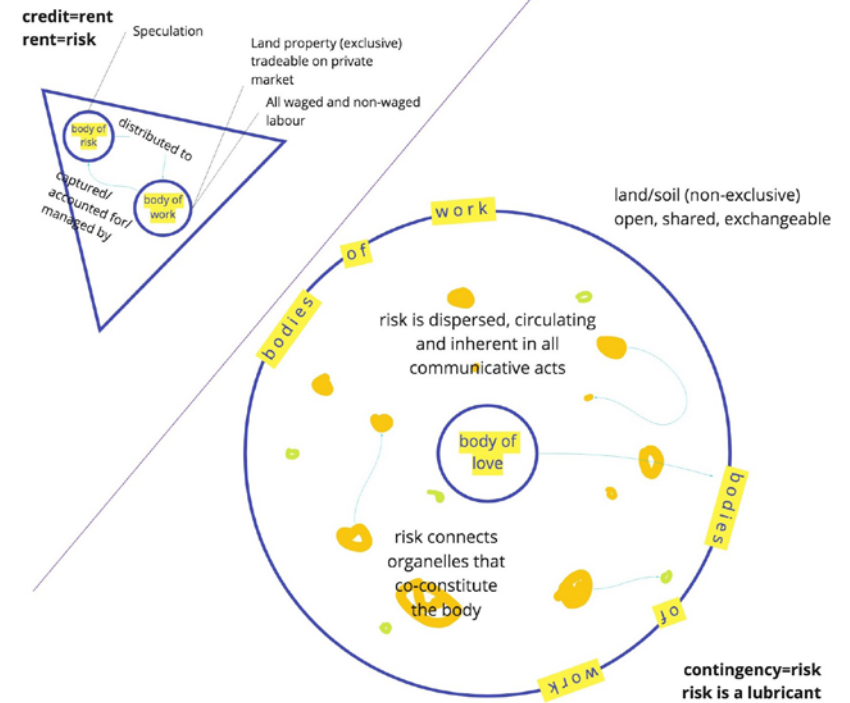 credit=rent
rent=risk
Speculation
Land property (exclusive)
tradeable on private
market
All waged and non-waged
labour
body of
risk
distributed to
captured/
accounted for/
managed by
body of
work
land/soil (non-exclusive)
open, shared, exchangeable
bodies
of
work
risk is dispersed, circulating
and inherent in all
communicative acts
body of
love
risk connects
organelles that
co-constitute
the body
bodies
of
work
contingency=risk
risk is a lubricant